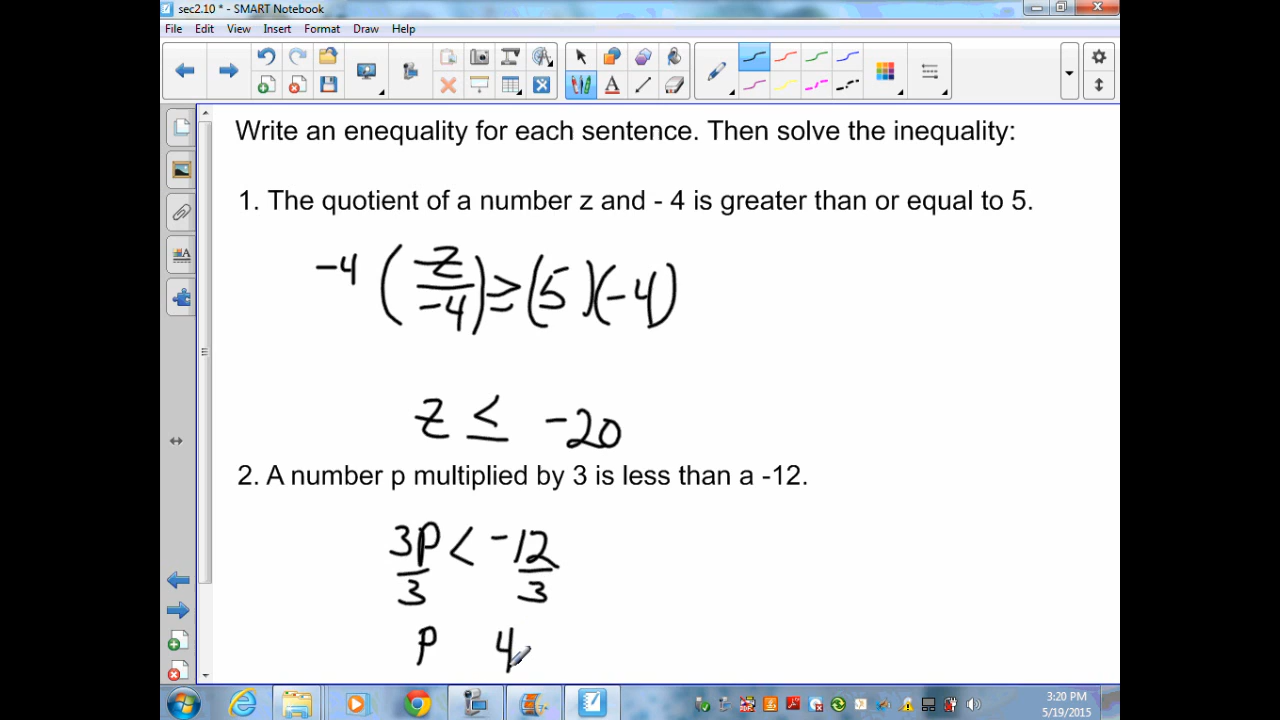 sec2.10 * - SMART Notebook
File Edit View Insert Format Draw Help
Write an enequality for each sentence. Then solve the inequality:
1. The quotient of a number z and - 4 is greater than or equal to 5.
-4 ( z / -4 ) ≥ (5)(-4)
z ≤ -20
2. A number p multiplied by 3 is less than a -12.
3p < -12
3 3
p 4
3:20 PM
5/19/2015